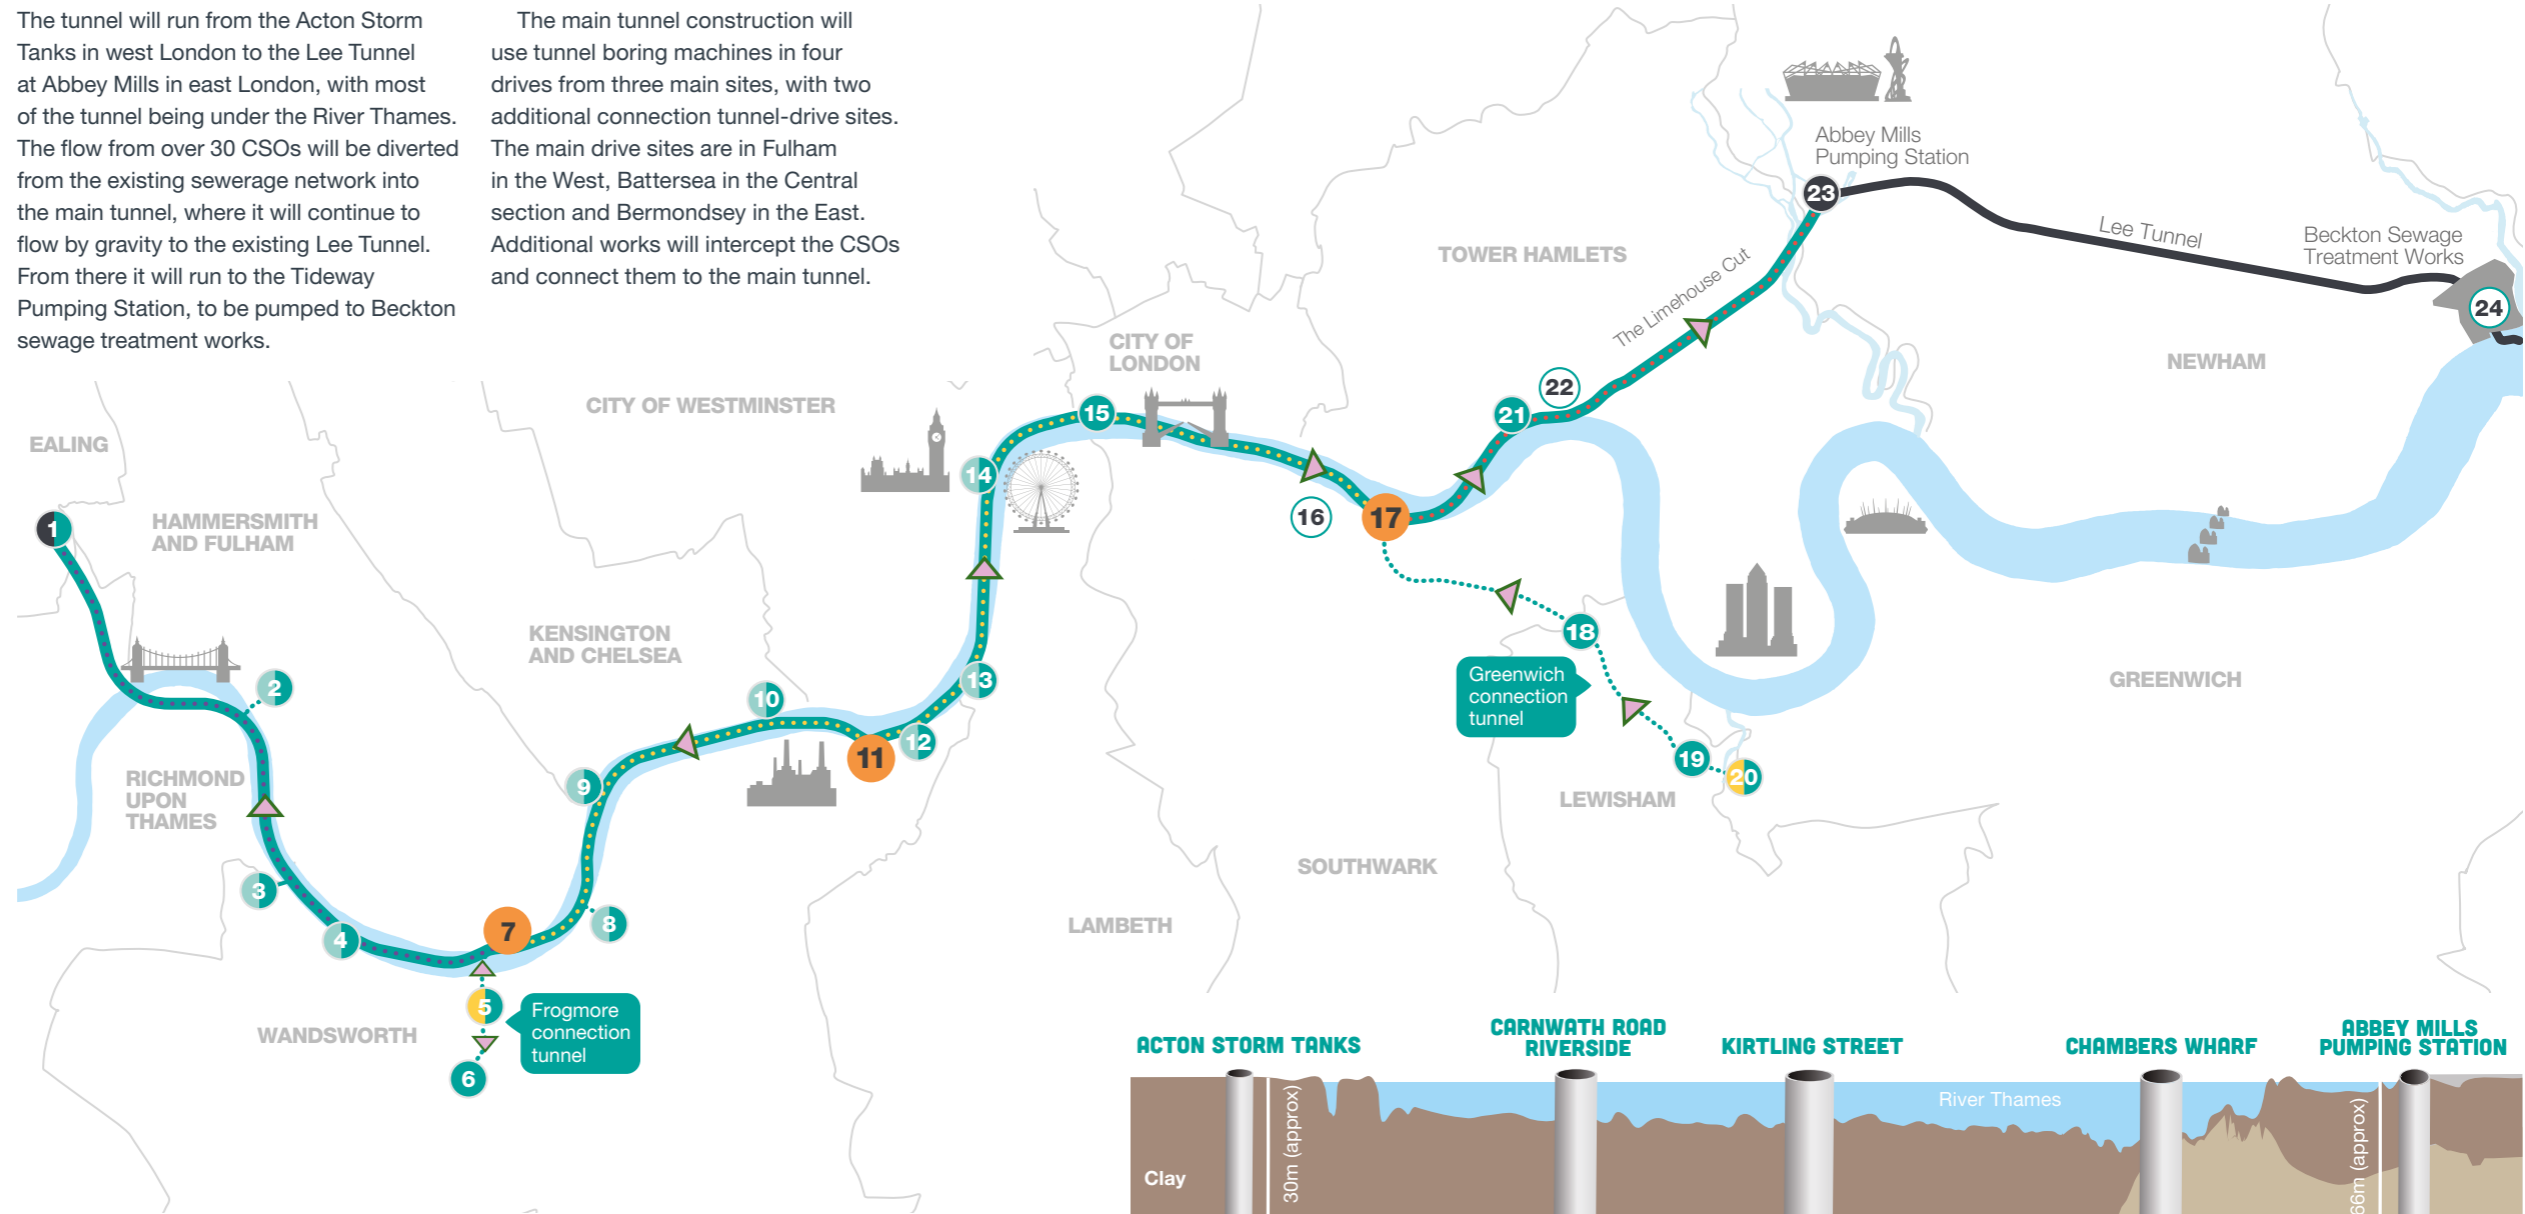 The tunnel will run from the Acton Storm
Tanks in west London to the Lee Tunnel
at Abbey Mills in east London, with most
of the tunnel being under the River Thames.
The flow from over 30 CSOs will be diverted
from the existing sewerage network into
the main tunnel, where it will continue to
flow by gravity to the existing Lee Tunnel.
From there it will run to the Tideway
Pumping Station, to be pumped to Beckton
sewage treatment works.
The main tunnel construction will
use tunnel boring machines in four
drives from three main sites, with two
additional connection tunnel-drive sites.
The main drive sites are in Fulham
in the West, Battersea in the Central
section and Bermondsey in the East.
Additional works will intercept the CSOs
and connect them to the main tunnel.
Abbey Mills
Pumping Station
23
Lee Tunnel
Beckton Sewage
Treatment Works
24
TOWER HAMLETS
The Limehouse Cut
NEWHAM
CITY OF
LONDON
CITY OF WESTMINSTER
22
21
15
EALING
14
16
17
1
HAMMERSMITH
AND FULHAM
KENSINGTON
AND CHELSEA
18
Greenwich
connection
tunnel
GREENWICH
2
13
10
12
11
19
20
RICHMOND
UPON
THAMES
9
LEWISHAM
SOUTHWARK
3
LAMBETH
4
7
8
5
Frogmore
connection
tunnel
WANDSWORTH
6
ACTON STORM TANKS
CARNWATH ROAD
RIVERSIDE
KIRTLING STREET
CHAMBERS WHARF
ABBEY MILLS
PUMPING STATION
River Thames
30m (approx)
66m (approx)
Clay